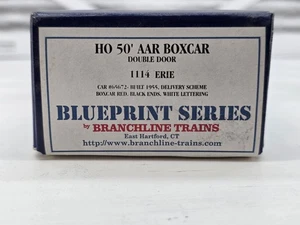 HO 50' AAR BOXCAR
DOUBLE DOOR
1114 ERIE
CAR #65672- BUILT 1955, DELIVERY SCHEME
BOXCAR RED, BLACK ENDS, WHITE LETTERING
BLUEPRINT SERIES
by BRANCHLINE TRAINS
East Hartford, CT
http://www.branchline-trains.com